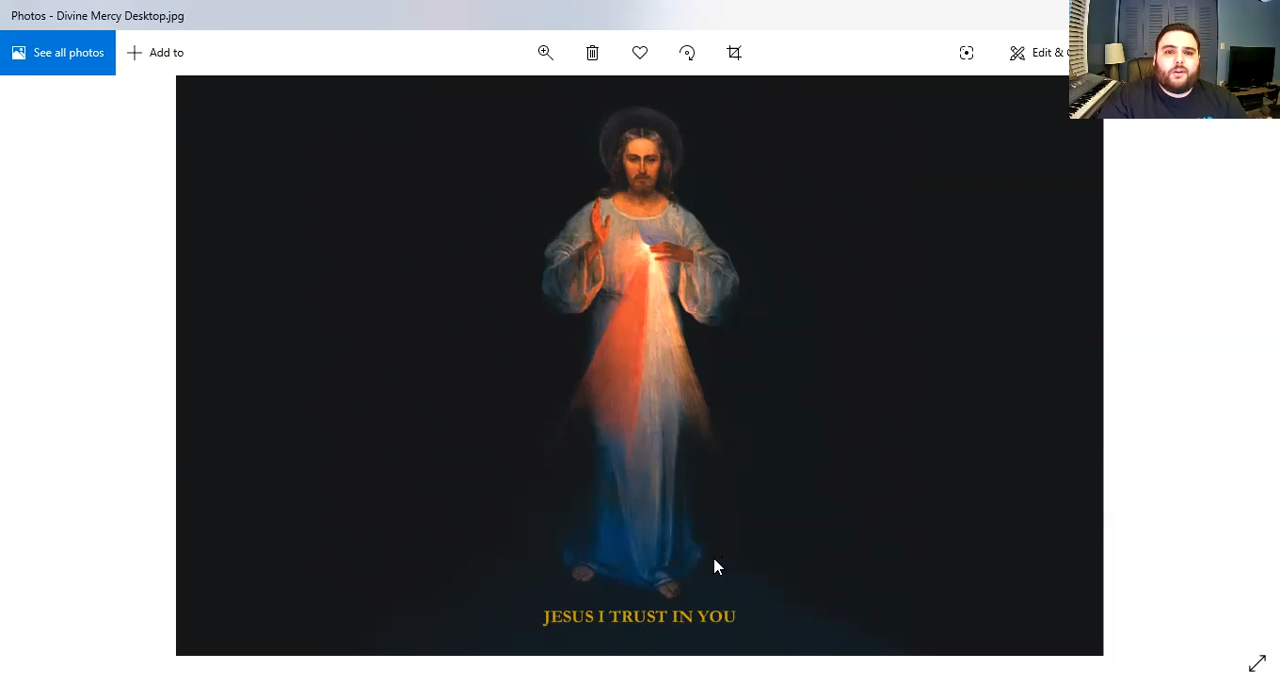 Photos - Divine Mercy Desktop.jpg
See all photos
Add to
Edit &
JESUS I TRUST IN YOU